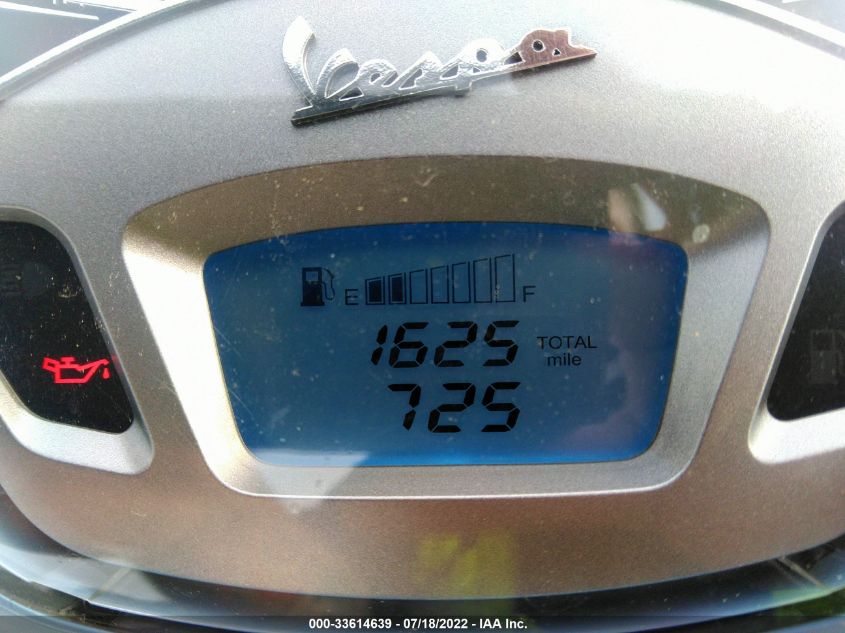 Vespa
E F
1625 TOTAL
mile
725
000-33614639 - 07/18/2022 - IAA Inc.